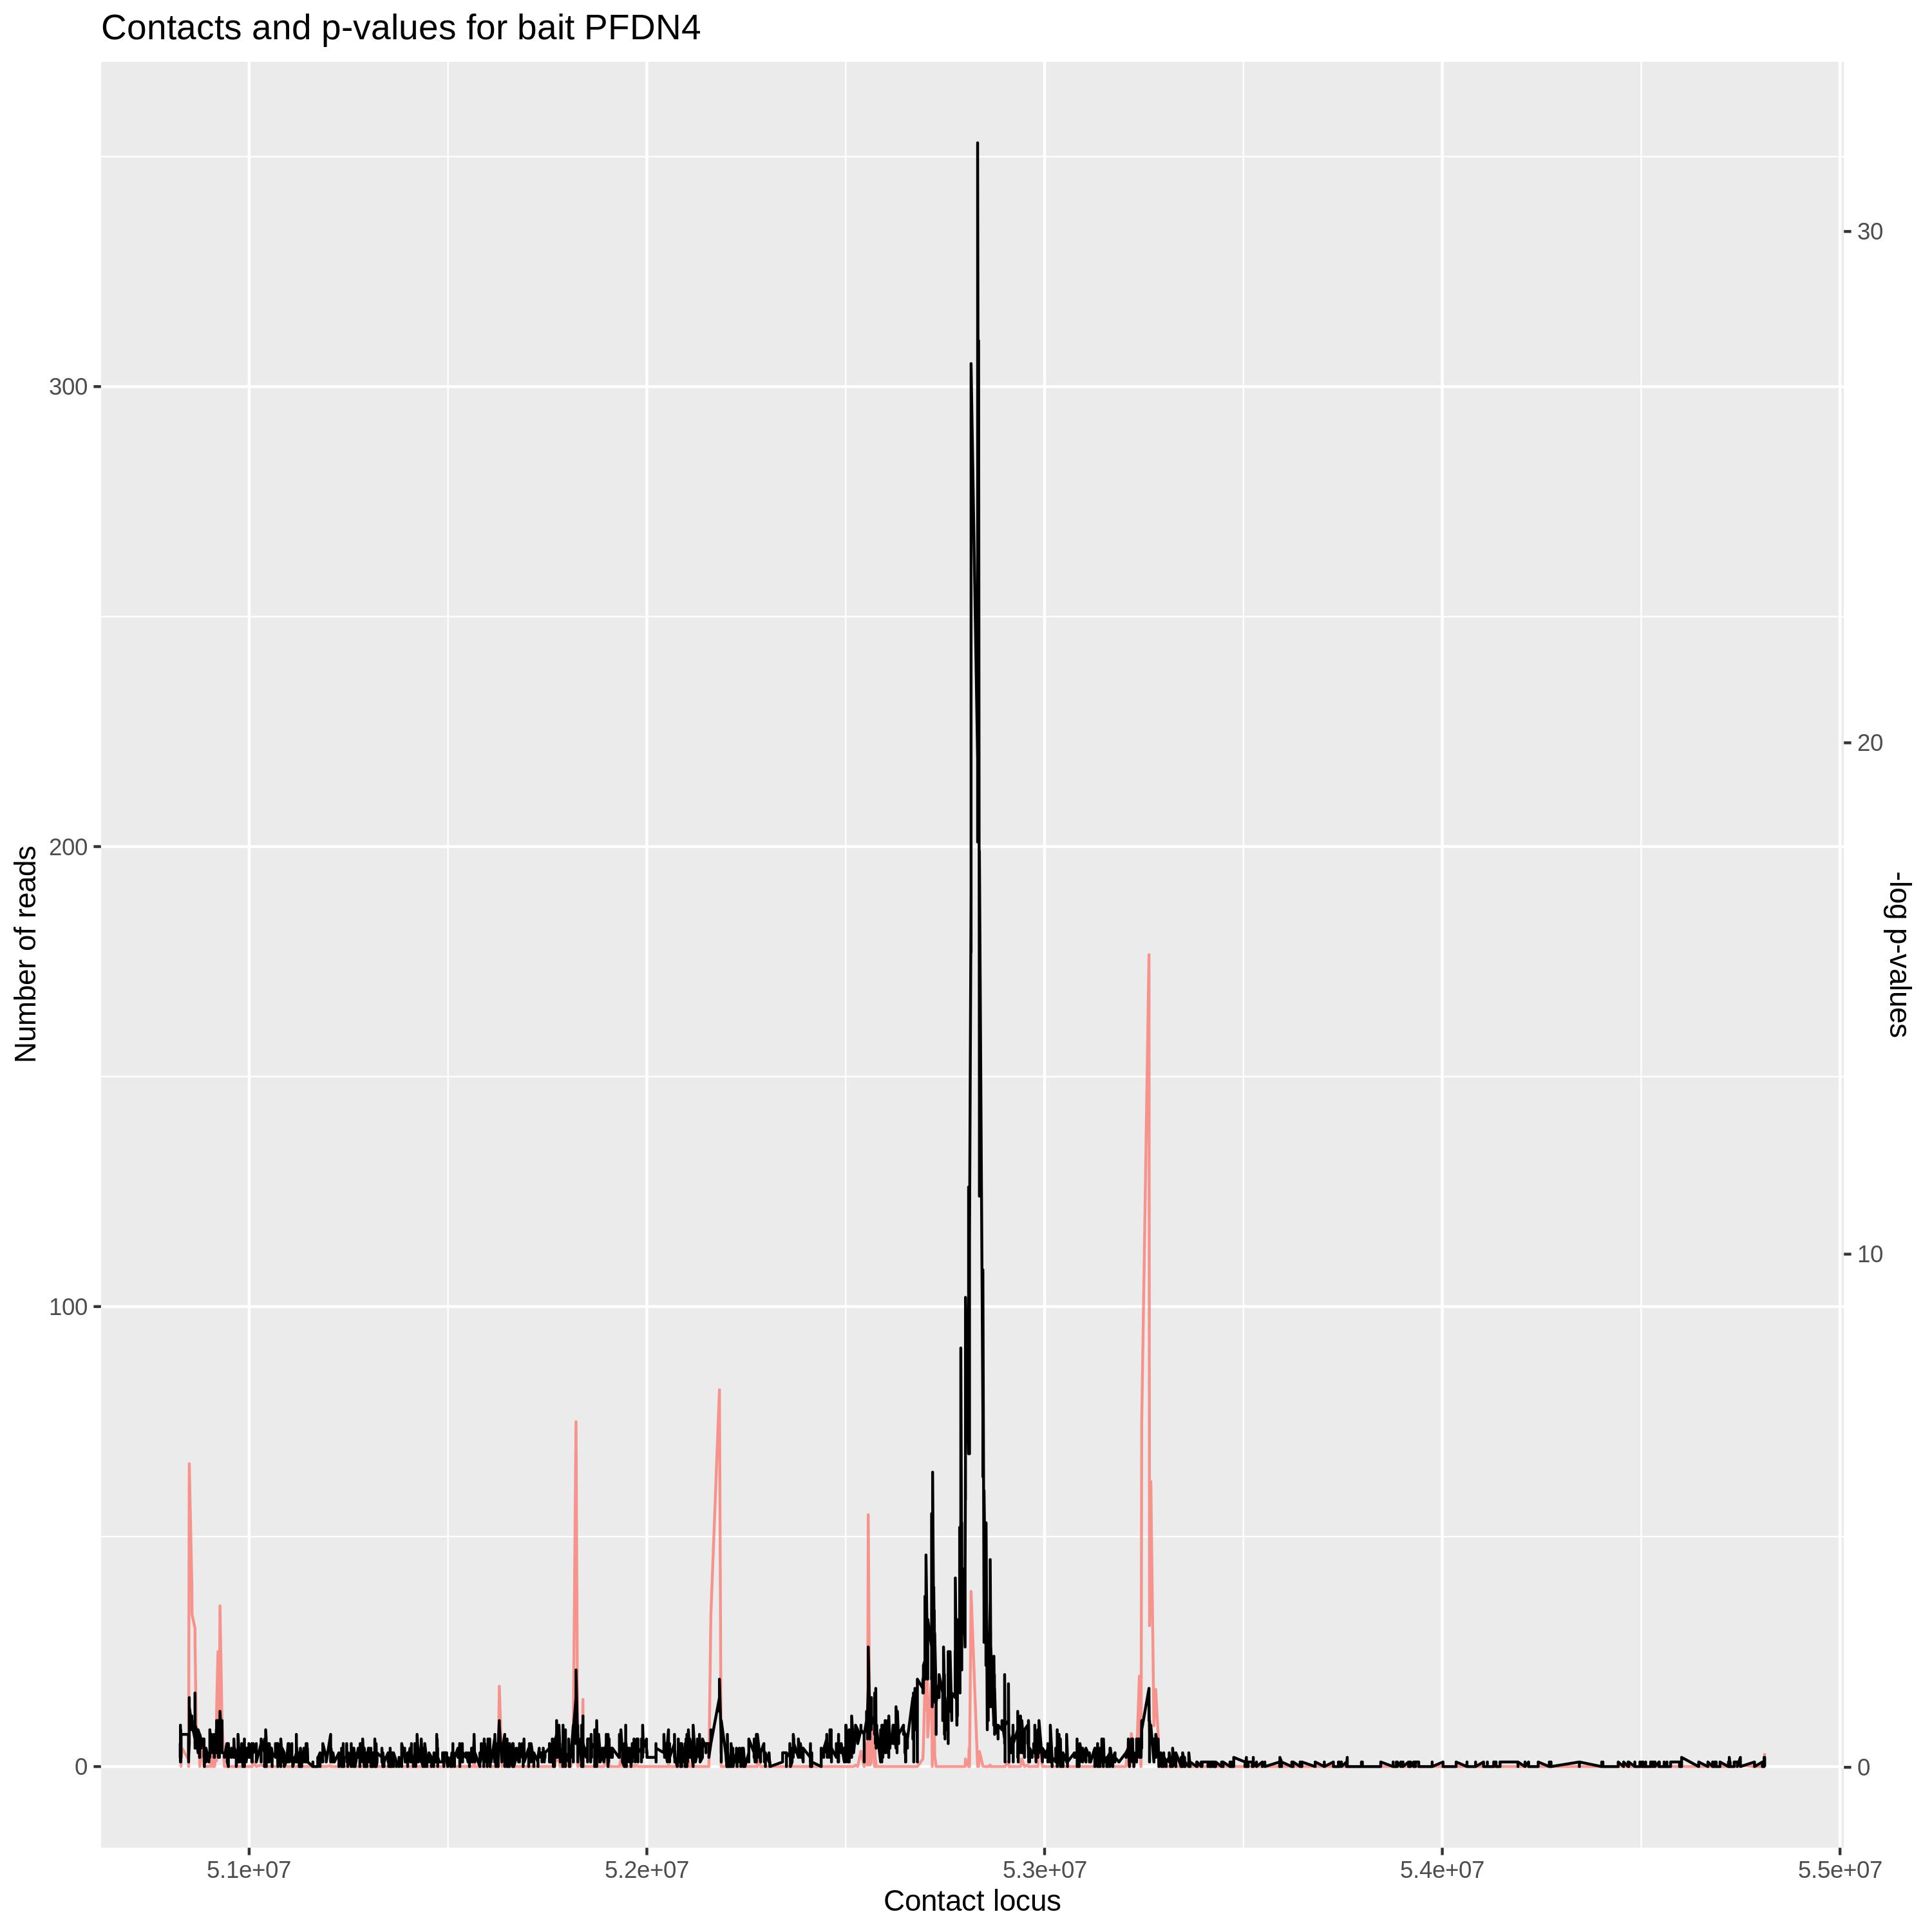 Contacts and p-values for bait PFDN4
300
200
100
0
Number of reads
30
20
10
0
-log p-values
5.1e+07
5.2e+07
5.3e+07
5.4e+07
5.5e+07
Contact locus